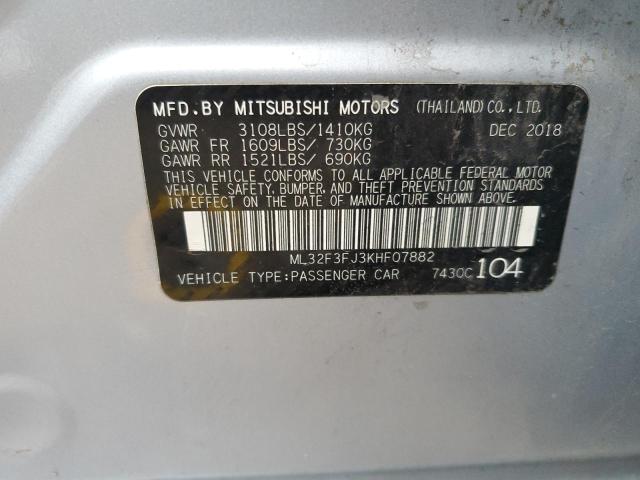 MFD. BY MITSUBISHI MOTORS (THAILAND) CO., LTD.
GVWR 3108LBS/1410KG DEC 2018
GAWR FR 1609LBS/ 730KG
GAWR RR 1521LBS/ 690KG
THIS VEHICLE CONFORMS TO ALL APPLICABLE FEDERAL MOTOR
VEHICLE SAFETY, BUMPER, AND THEFT PREVENTION STANDARDS
IN EFFECT ON THE DATE OF MANUFACTURE SHOWN ABOVE.
ML32F3FJ3KHF07882
VEHICLE TYPE:PASSENGER CAR 7430C 104